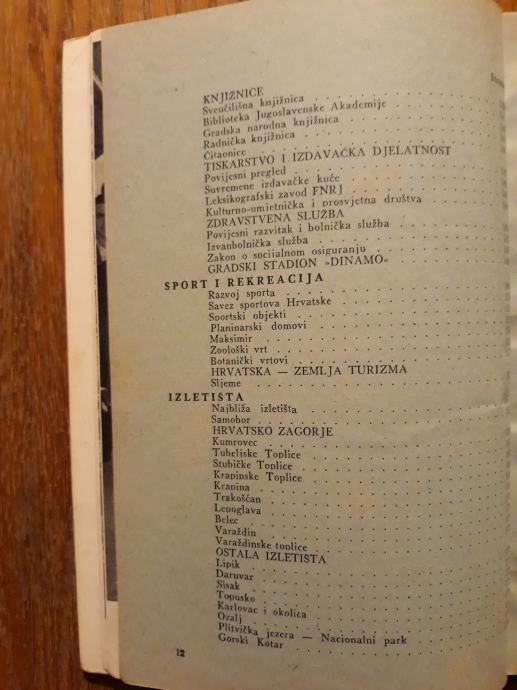 KNJIŽNICE
Sveučilišna knjižnica
Biblioteka Jugoslavenske Akademije
Gradska narodna knjižnica
Radnička knjižnica
Čitaonice
TISKARSTVO I IZDAVAČKA DJELATNOST
Povijesni pregled
Suvremene izdavačke kuće
Leksikografski zavod FNRJ
Kulturno-umjetnička i prosvjetna društva
ZDRAVSTVENA SLUŽBA
Povijesni razvitak i bolnička služba
Izvanbolnička služba
Zakon o socijalnom osiguranju
GRADSKI STADION »DINAMO«
SPORT I REKREACIJA
Razvoj sporta
Savez sportova Hrvatske
Sportski objekti
Planinarski domovi
Maksimir
Zoološki vrt
Botanički vrtovi
HRVATSKA — ZEMLJA TURIZMA
Sljeme
IZLETIŠTA
Najbliža izletišta
Samobor
HRVATSKO ZAGORJE
Kumrovec
Tuheljske Toplice
Stubičke Toplice
Krapinske Toplice
Krapina
Trakošćan
Lepoglava
Belec
Varaždin
Varaždinske toplice
OSTALA IZLETIŠTA
Lipik
Daruvar
Sisak
Topusko
Karlovac i okolica
Ozalj
Plitvička jezera — Nacionalni park
Gorski Kotar
12